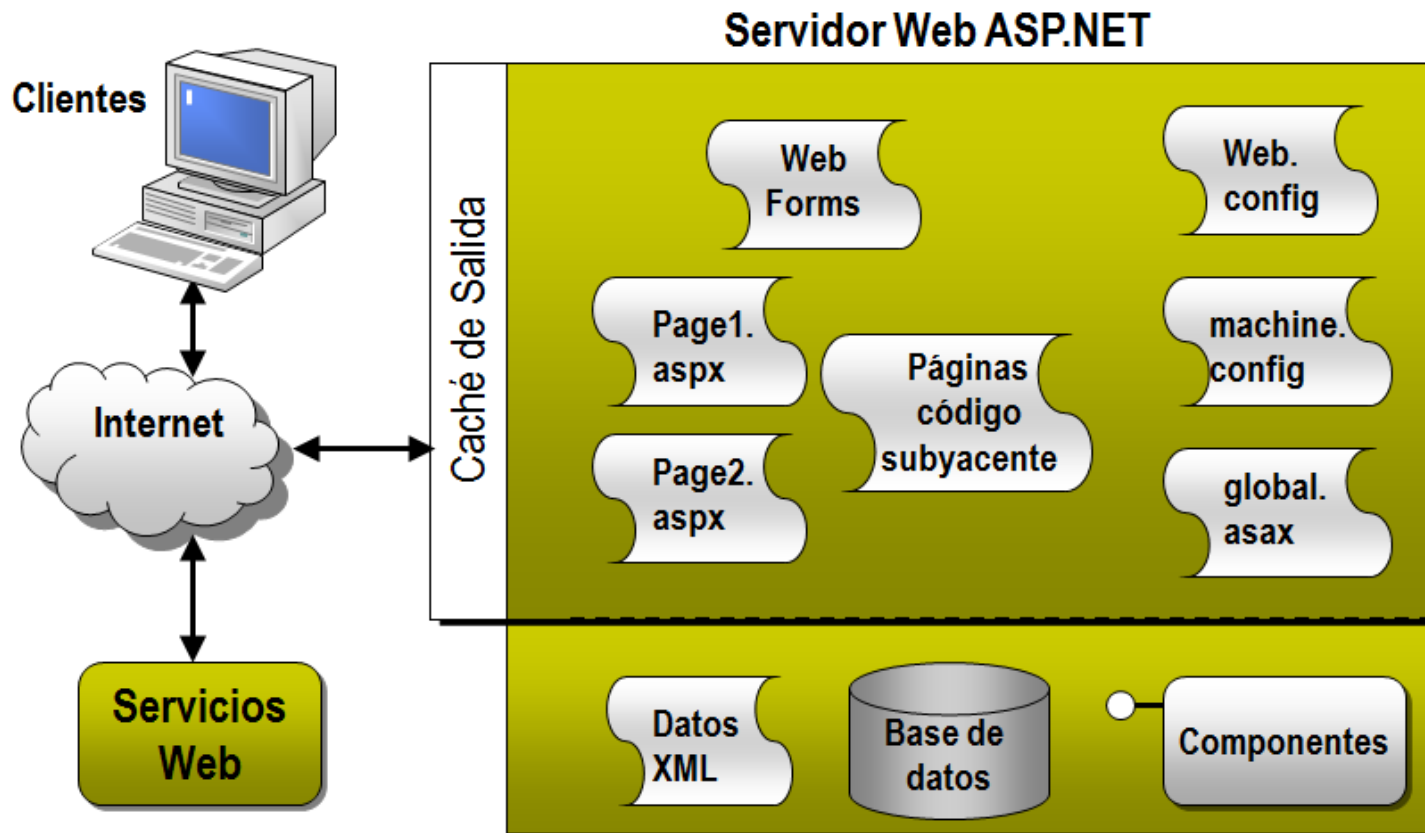 Servidor Web ASP.NET
Clientes
Internet
Servicios
Web
Caché de Salida
Web
Forms
Page1.
aspx
Page2.
aspx
Páginas
código
subyacente
Web.
config
machine.
config
global.
asax
Datos
XML
Base de
datos
Componentes